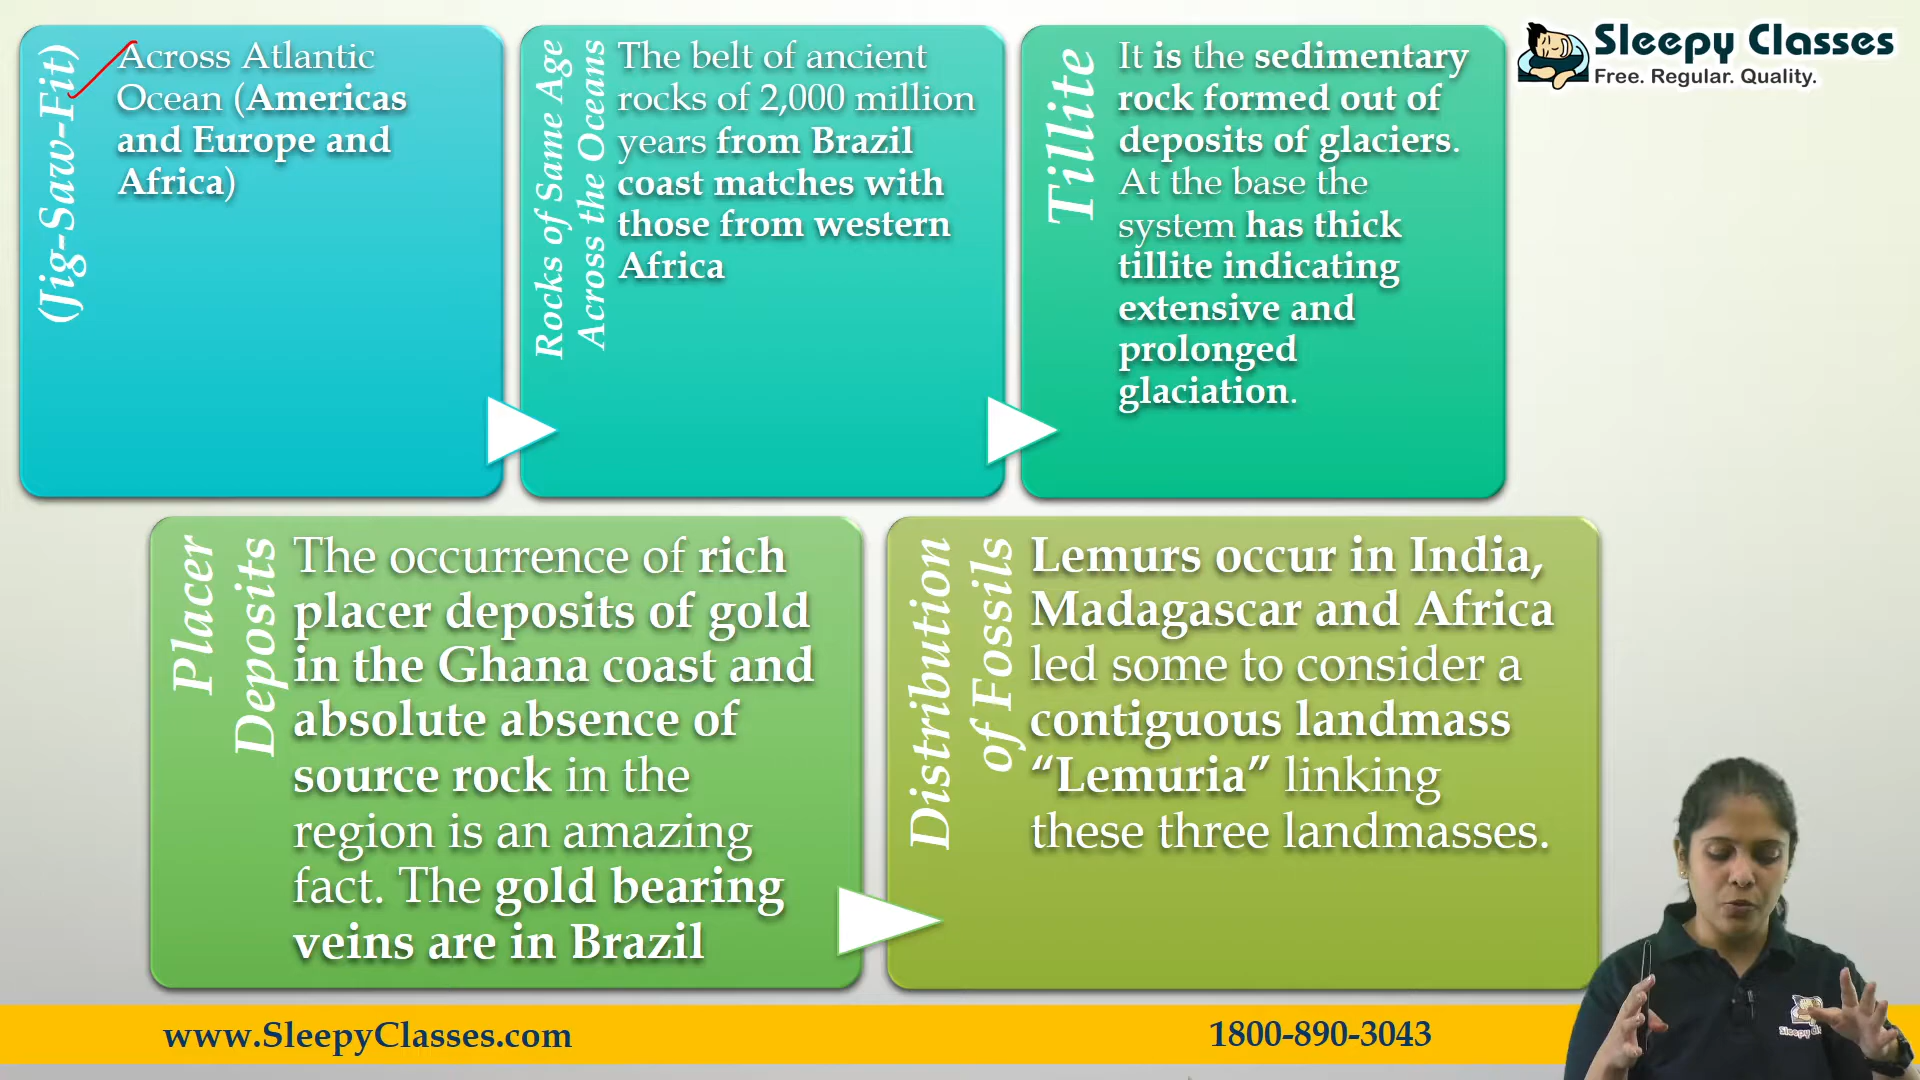 (Jig-Saw-Fit)
Across Atlantic
Ocean (Americas
and Europe and
Africa)
Rocks of Same Age
Across the Oceans
The belt of ancient
rocks of 2,000 million
years from Brazil
coast matches with
those from western
Africa
Tillite
It is the sedimentary
rock formed out of
deposits of glaciers.
At the base the
system has thick
tillite indicating
extensive and
prolonged
glaciation.
Sleepy Classes
Free. Regular. Quality.
Placer
Deposits
The occurrence of rich
placer deposits of gold
in the Ghana coast and
absolute absence of
source rock in the
region is an amazing
fact. The gold bearing
veins are in Brazil
Distribution
of Fossils
Lemurs occur in India,
Madagascar and Africa
led some to consider a
contiguous landmass
“Lemuria” linking
these three landmasses.
www.SleepyClasses.com
1800-890-3043